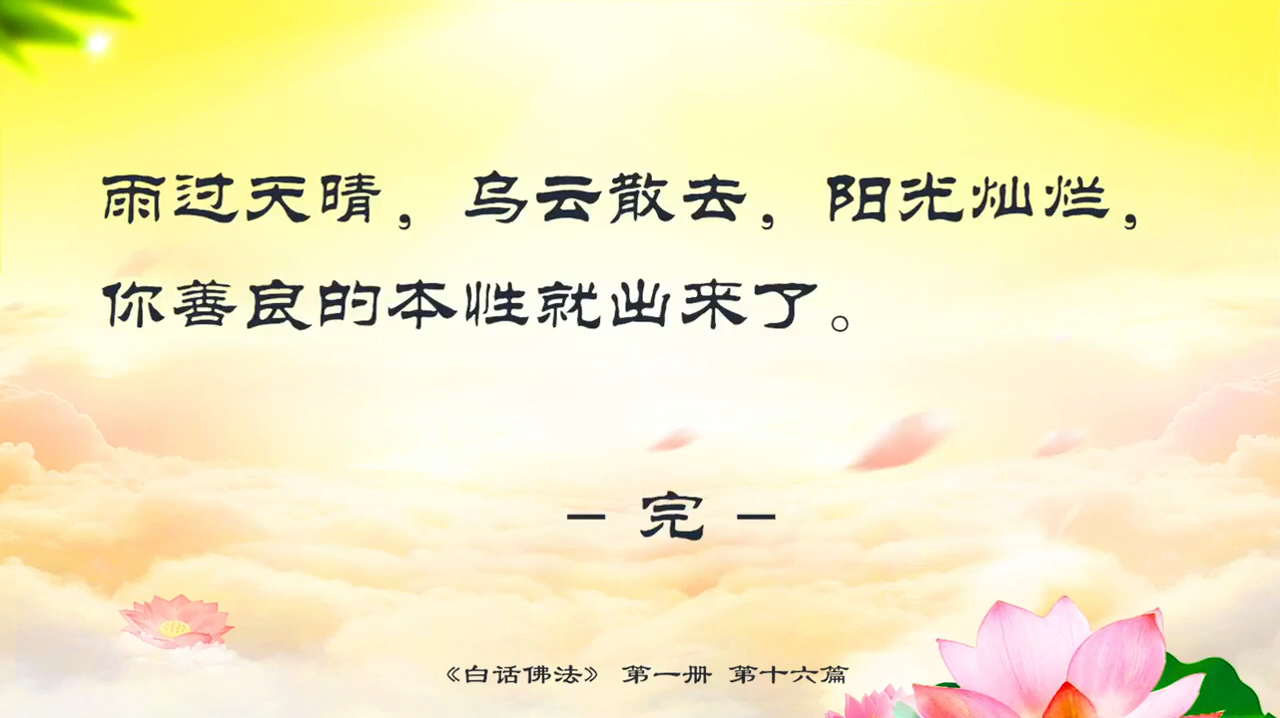 雨过天晴，乌云散去，阳光灿烂，
你善良的本性就出来了。
– 完 –
《白话佛法》 第一册 第十六篇